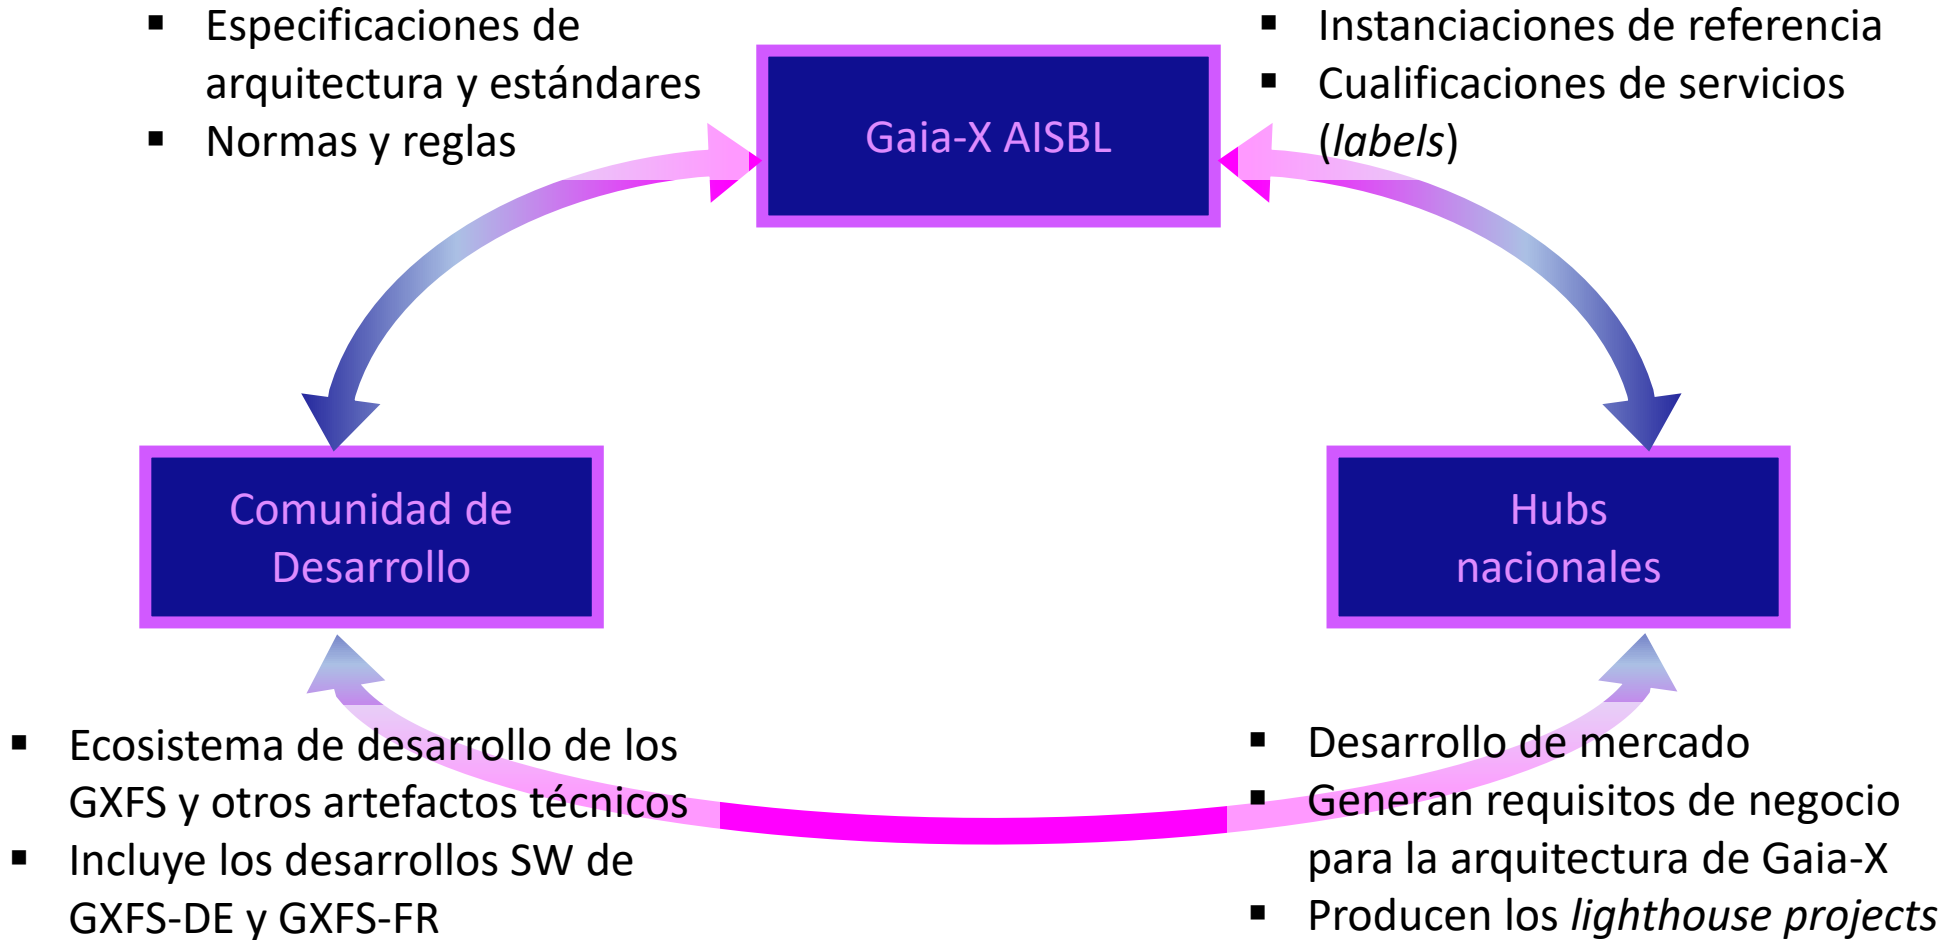 ▪ Especificaciones de
arquitectura y estándares
▪ Normas y reglas
Gaia-X AISBL
▪ Instanciaciones de referencia
▪ Cualificaciones de servicios
(labels)
Comunidad de
Desarrollo
Hubs
nacionales
▪ Ecosistema de desarrollo de los
GXFS y otros artefactos técnicos
▪ Incluye los desarrollos SW de
GXFS-DE y GXFS-FR
▪ Desarrollo de mercado
▪ Generan requisitos de negocio
para la arquitectura de Gaia-X
▪ Producen los lighthouse projects